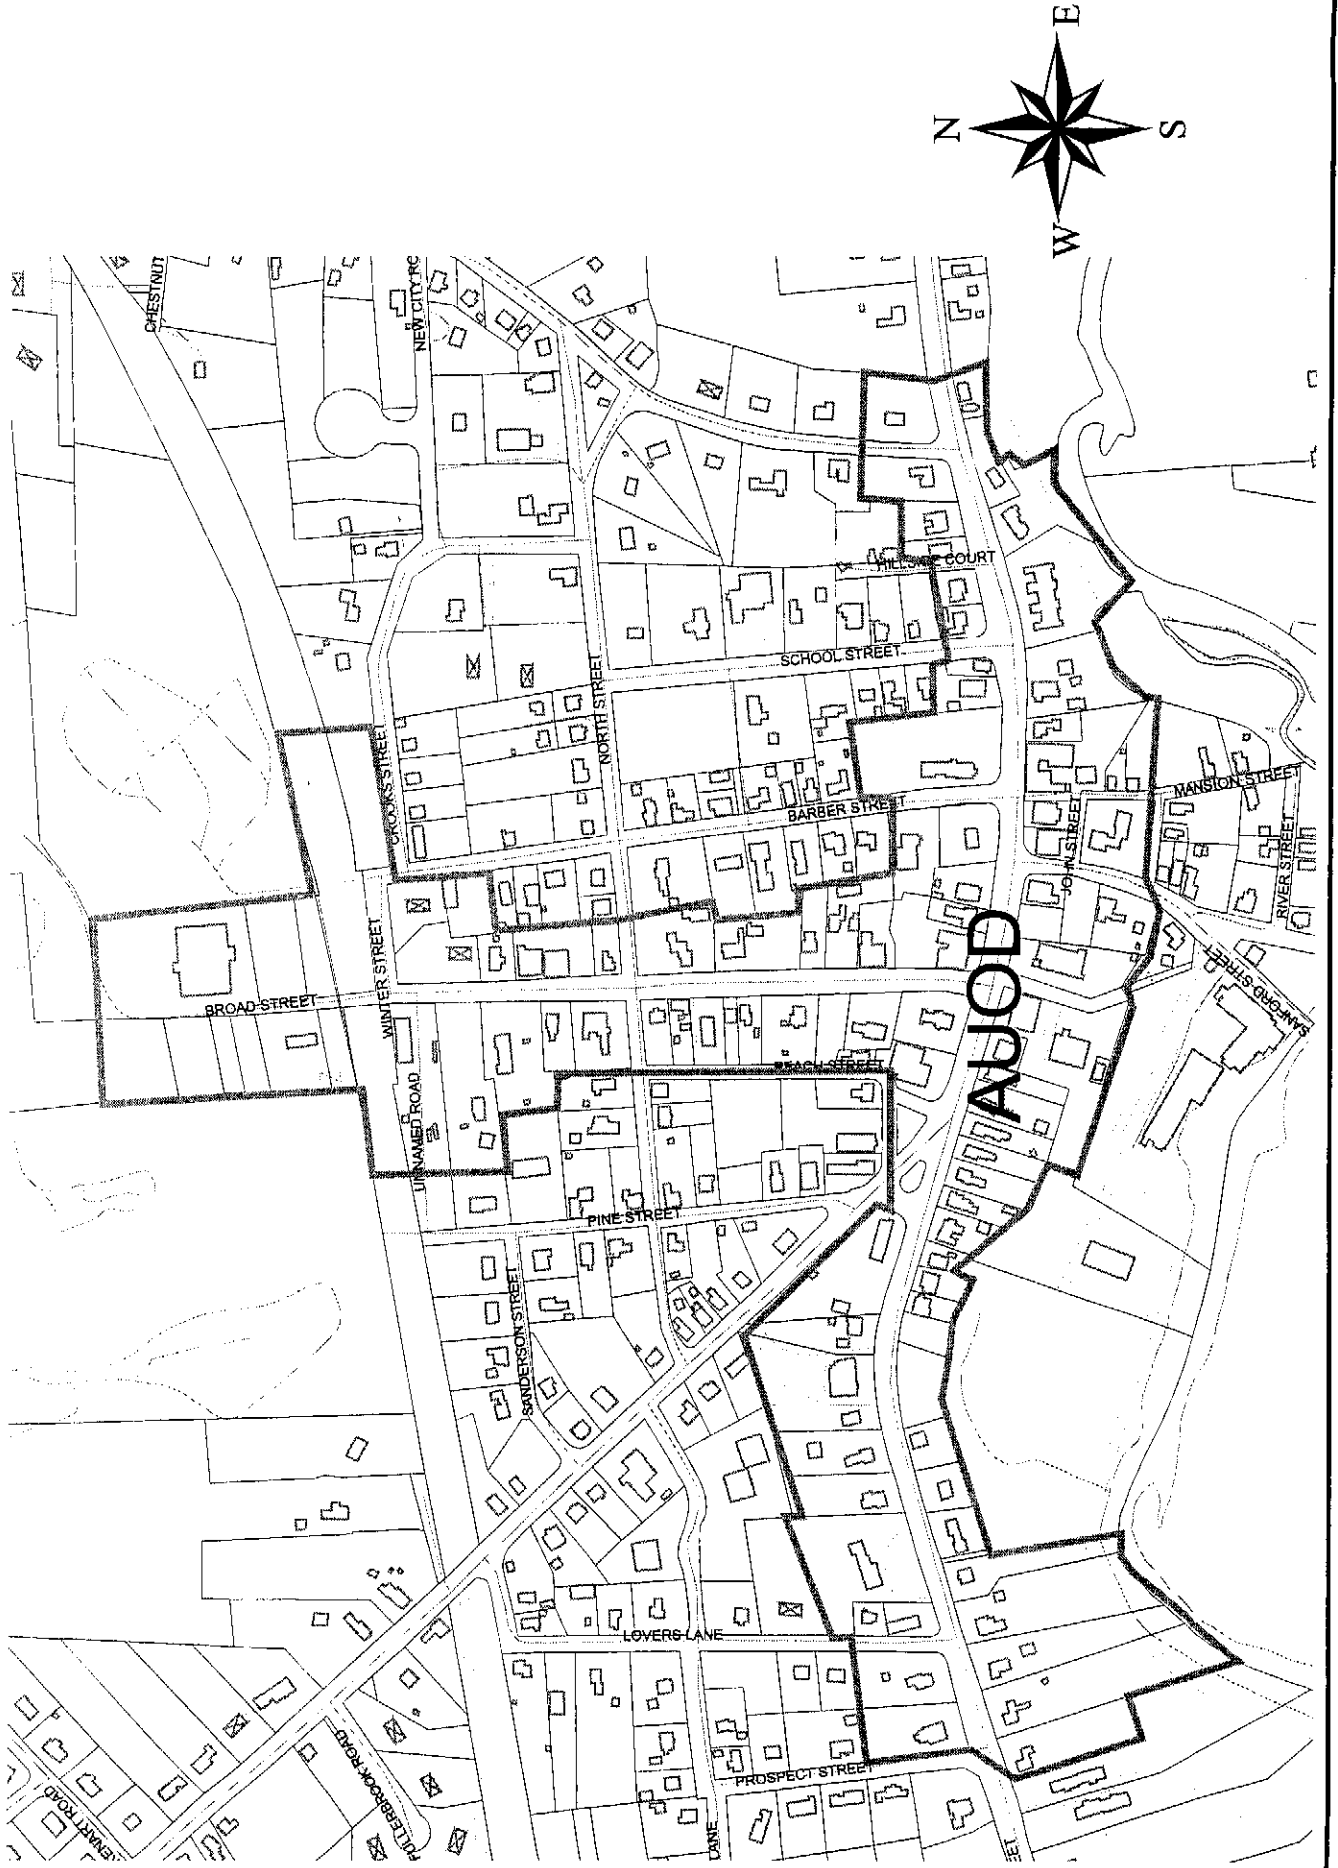 N
E
S
W
CHESTNUT
NEW CITY RO
HILLSIDE COURT
SCHOOL STREET
NORTH STREET
CROOKS STREET
BARBER STREET
MANSION STREET
JOHN STREET
RIVER STREET
WINTER STREET
BROAD STREET
SANFORD STREET
AUOD
BEACH STREET
UNNAMED ROAD
PINE STREET
SANDERSON STREET
LOVERS LANE
FULLERBROOK ROAD
PROSPECT STREET
LANE
EET